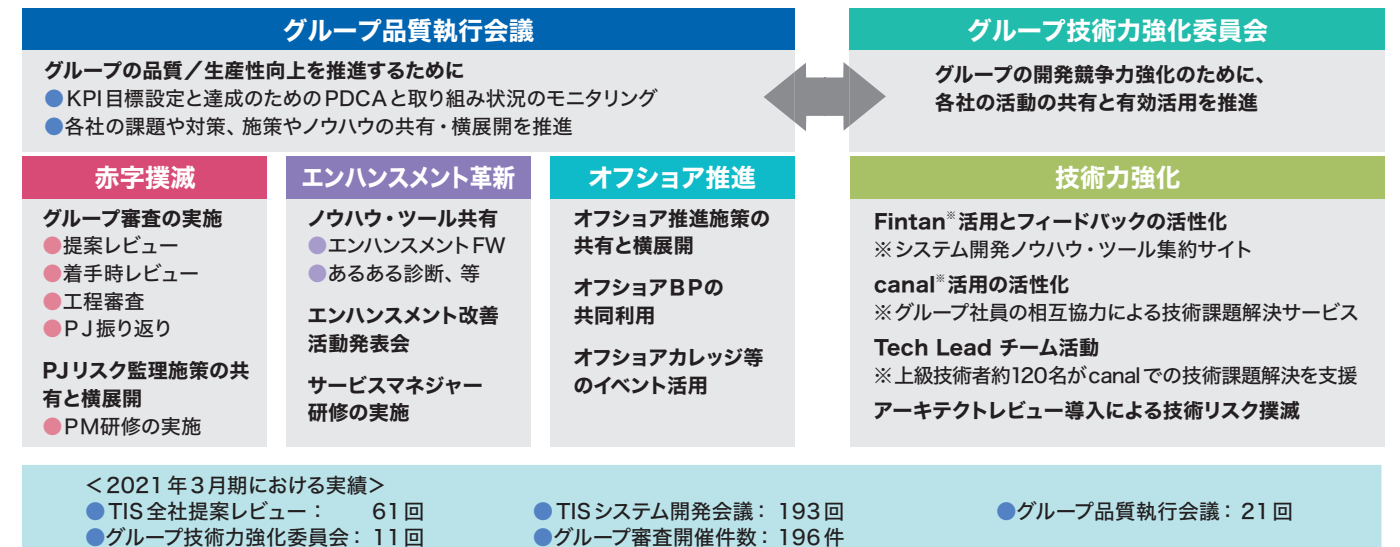 グループ品質執行会議
グループの品質／生産性向上を推進するために
●KPI目標設定と達成のためのPDCAと取り組み状況のモニタリング
●各社の課題や対策、施策やノウハウの共有・横展開を推進
グループ技術力強化委員会
グループの開発競争力強化のために、
各社の活動の共有と有効活用を推進
赤字撲滅
グループ審査の実施
●提案レビュー
●着手時レビュー
●工程審査
●PJ振り返り
PJリスク監理施策の共
有と横展開
●PM研修の実施
エンハンスメント革新
ノウハウ・ツール共有
●エンハンスメントFW
●あるある診断、等
エンハンスメント改善
活動発表会
サービスマネジャー
研修の実施
オフショア推進
オフショア推進施策の
共有と横展開
オフショアBPの
共同利用
オフショアカレッジ等
のイベント活用
技術力強化
Fintan※活用とフィードバックの活性化
※システム開発ノウハウ・ツール集約サイト
canal※活用の活性化
※グループ社員の相互協力による技術課題解決サービス
Tech Lead チーム活動
※上級技術者約120名がcanalでの技術課題解決を支援
アーキテクトレビュー導入による技術リスク撲滅
＜2021年3月期における実績＞
●TIS全社提案レビュー： 61回 ●TISシステム開発会議：193回 ●グループ品質執行会議：21回
●グループ技術力強化委員会：11回 ●グループ審査開催件数：196件